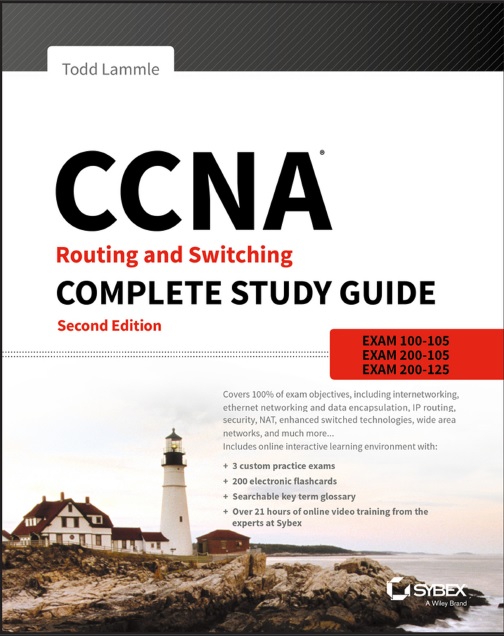 Todd Lammle
CCNA®
Routing and Switching
COMPLETE STUDY GUIDE
Second Edition
EXAM 100-105
EXAM 200-105
EXAM 200-125
Covers 100% of exam objectives, including internetworking,
ethernet networking and data encapsulation, IP routing,
security, NAT, enhanced switched technologies, wide area
networks, and much more...
Includes online interactive learning environment with:
+ 3 custom practice exams
+ 200 electronic flashcards
+ Searchable key term glossary
+ Over 21 hours of online video training from the
experts at Sybex
SYBEX
A Wiley Brand